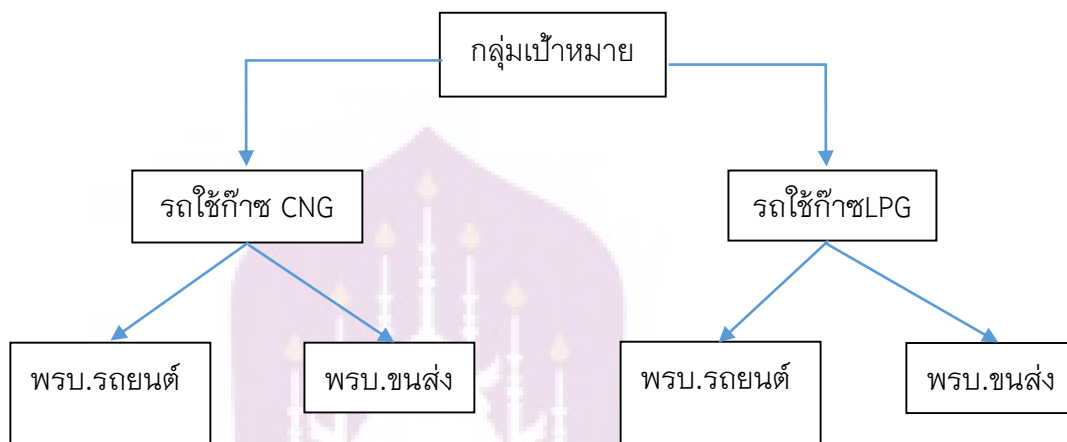 กลุ่มเป้าหมาย
รถใช้ก๊าซ CNG
รถใช้ก๊าซLPG
พรบ.รถยนต์
พรบ.ขนส่ง
พรบ.รถยนต์
พรบ.ขนส่ง